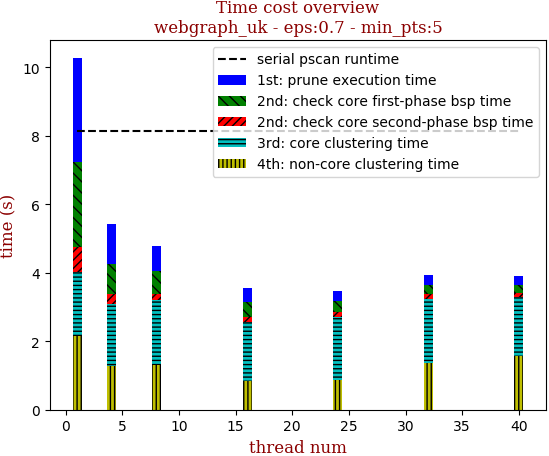 Time cost overview
webgraph_uk - eps:0.7 - min_pts:5
serial pscan runtime
1st: prune execution time
2nd: check core first-phase bsp time
2nd: check core second-phase bsp time
3rd: core clustering time
4th: non-core clustering time
time (s)
10
8
6
4
2
0
0 5 10 15 20 25 30 35 40
thread num